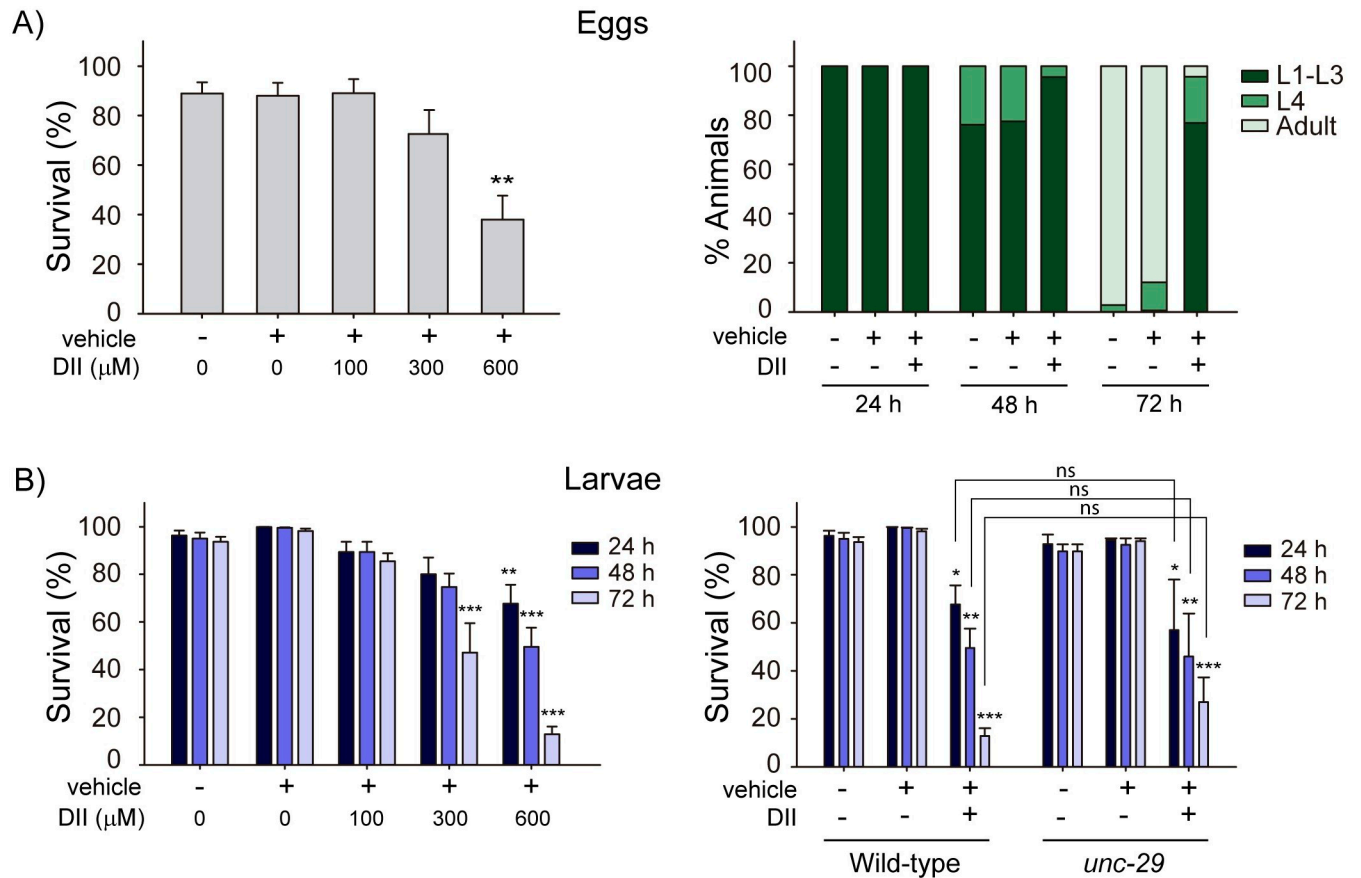 A)
Eggs
Survival (%)
100
80
60
40
20
0
**
vehicle - + + + +
DII (μM) 0 0 100 300 600
% Animals
100
80
60
40
20
0
L1-L3
L4
Adult
vehicle - + + - + + - + +
DII - - + - - + - - +
24 h 48 h 72 h
B)
Larvae
Survival (%)
100
80
60
40
20
0
*** ** *** ***
24 h
48 h
72 h
vehicle - + + + +
DII (μM) 0 0 100 300 600
Survival (%)
100
80
60
40
20
0
ns
ns
ns
* ** *** * ** ***
24 h
48 h
72 h
vehicle - + + - + +
DII - - + - - +
Wild-type unc-29